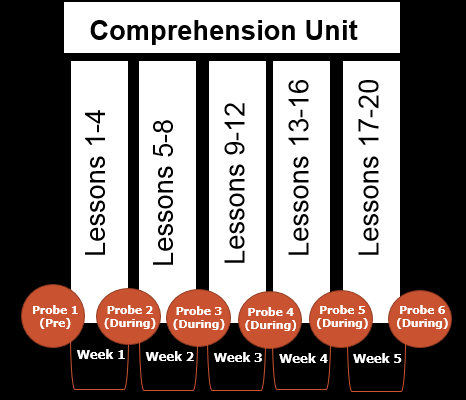 Comprehension Unit
Lessons 1-4
Lessons 5-8
Lessons 9-12
Lessons 13-16
Lessons 17-20
Probe 1
(Pre)
Probe 2
(During)
Probe 3
(During)
Probe 4
(During)
Probe 5
(During)
Probe 6
(During)
Week 1
Week 2
Week 3
Week 4
Week 5